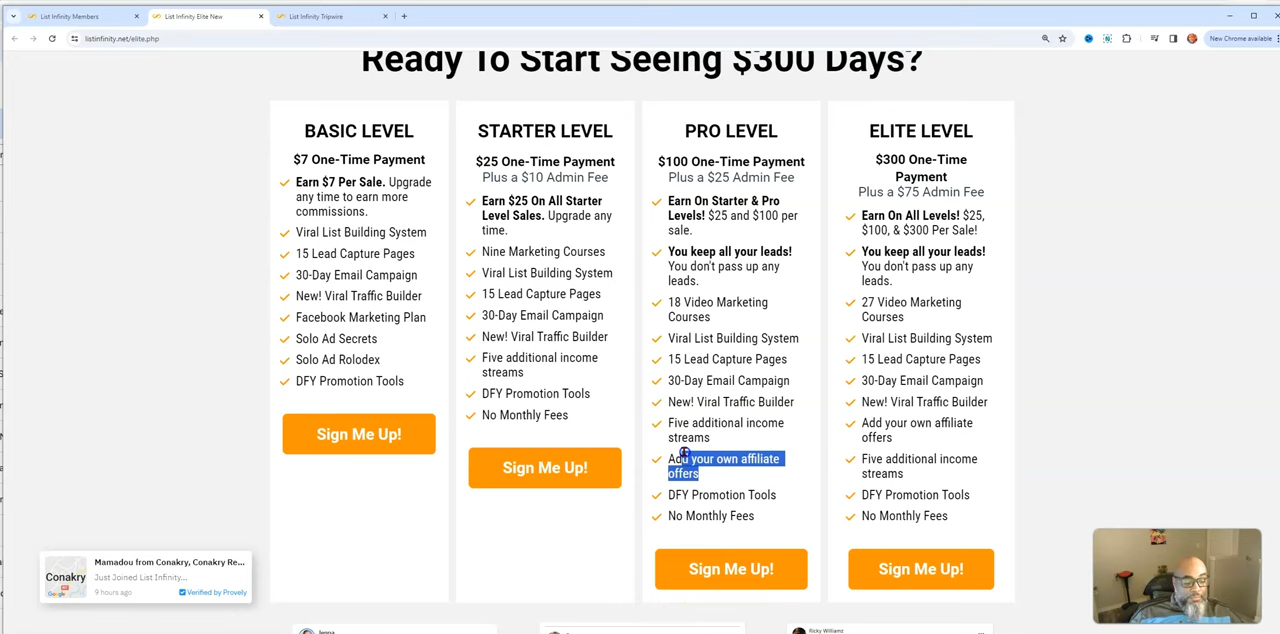 List Infinity Members
List Infinity Elite New
List Infinity Tripwire
listinfinity.net/elite.php
New Chrome available
Ready To Start Seeing $300 Days?
BASIC LEVEL
$7 One-Time Payment
Earn $7 Per Sale. Upgrade
any time to earn more
commissions.
Viral List Building System
15 Lead Capture Pages
30-Day Email Campaign
New! Viral Traffic Builder
Facebook Marketing Plan
Solo Ad Secrets
Solo Ad Rolodex
DFY Promotion Tools
Sign Me Up!
STARTER LEVEL
$25 One-Time Payment
Plus a $10 Admin Fee
Earn $25 On All Starter
Level Sales. Upgrade any
time.
Nine Marketing Courses
Viral List Building System
15 Lead Capture Pages
30-Day Email Campaign
New! Viral Traffic Builder
Five additional income
streams
DFY Promotion Tools
No Monthly Fees
Sign Me Up!
PRO LEVEL
$100 One-Time Payment
Plus a $25 Admin Fee
Earn On Starter & Pro
Levels! $25 and $100 per
sale.
You keep all your leads!
You don't pass up any
leads.
18 Video Marketing
Courses
Viral List Building System
15 Lead Capture Pages
30-Day Email Campaign
New! Viral Traffic Builder
Five additional income
streams
Add your own affiliate
offers
DFY Promotion Tools
No Monthly Fees
Sign Me Up!
ELITE LEVEL
$300 One-Time
Payment
Plus a $75 Admin Fee
Earn On All Levels! $25,
$100, & $300 Per Sale!
You keep all your leads!
You don't pass up any
leads.
27 Video Marketing
Courses
Viral List Building System
15 Lead Capture Pages
30-Day Email Campaign
New! Viral Traffic Builder
Add your own affiliate
offers
Five additional income
streams
DFY Promotion Tools
No Monthly Fees
Sign Me Up!
Conakry
Google
Mamadou from Conakry, Conakry Re...
Just Joined List Infinity...
9 hours ago
Verified by Provely
Ricky Williamz